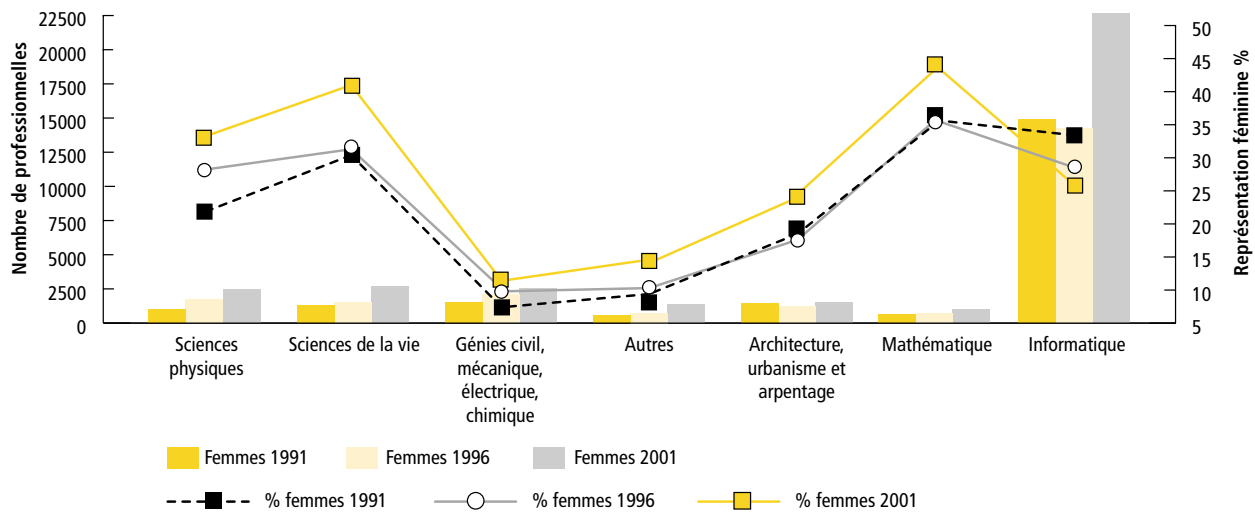 Nombre de professionnelles
22500
20000
17500
15000
12500
10000
7500
5000
2500
0
50
45
40
35
30
25
20
15
10
5
Représentation féminine %
Sciences
physiques
Sciences de la vie
Génies civil,
mécanique,
électrique,
chimique
Autres
Architecture,
urbanisme et
arpentage
Mathématique
Informatique
Femmes 1991
Femmes 1996
Femmes 2001
% femmes 1991
% femmes 1996
% femmes 2001